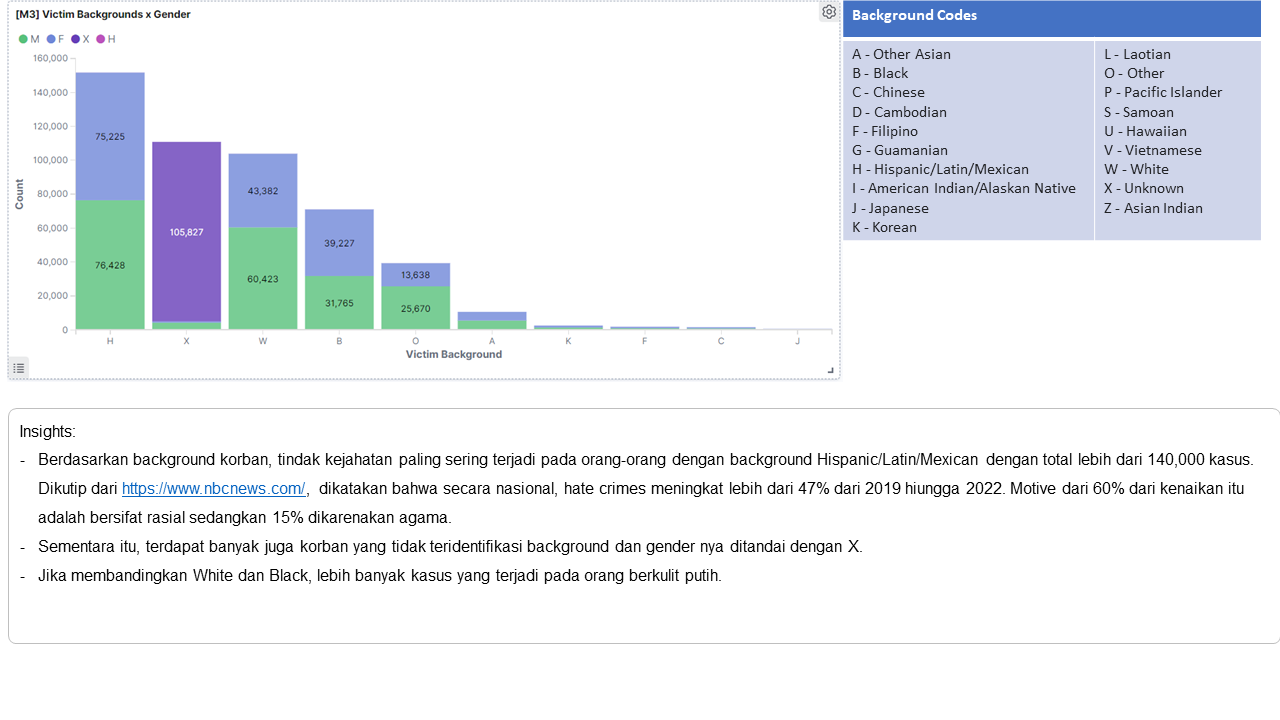 [M3] Victim Backgrounds x Gender
M F X H
160,000
140,000
120,000
100,000
80,000
60,000
40,000
20,000
0
Count
75,225
76,428
105,827
43,382
60,423
39,227
31,765
13,638
25,670
H X W B O A K F C J
Victim Background
Background Codes
A - Other Asian
B - Black
C - Chinese
D - Cambodian
F - Filipino
G - Guamanian
H - Hispanic/Latin/Mexican
I - American Indian/Alaskan Native
J - Japanese
K - Korean
L - Laotian
O - Other
P - Pacific Islander
S - Samoan
U - Hawaiian
V - Vietnamese
W - White
X - Unknown
Z - Asian Indian
Insights:
- Berdasarkan background korban, tindak kejahatan paling sering terjadi pada orang-orang dengan background Hispanic/Latin/Mexican dengan total lebih dari 140,000 kasus.
Dikutip dari https://www.nbcnews.com/, dikatakan bahwa secara nasional, hate crimes meningkat lebih dari 47% dari 2019 hiungga 2022. Motive dari 60% dari kenaikan itu
adalah bersifat rasial sedangkan 15% dikarenakan agama.
- Sementara itu, terdapat banyak juga korban yang tidak teridentifikasi background dan gender nya ditandai dengan X.
- Jika membandingkan White dan Black, lebih banyak kasus yang terjadi pada orang berkulit putih.